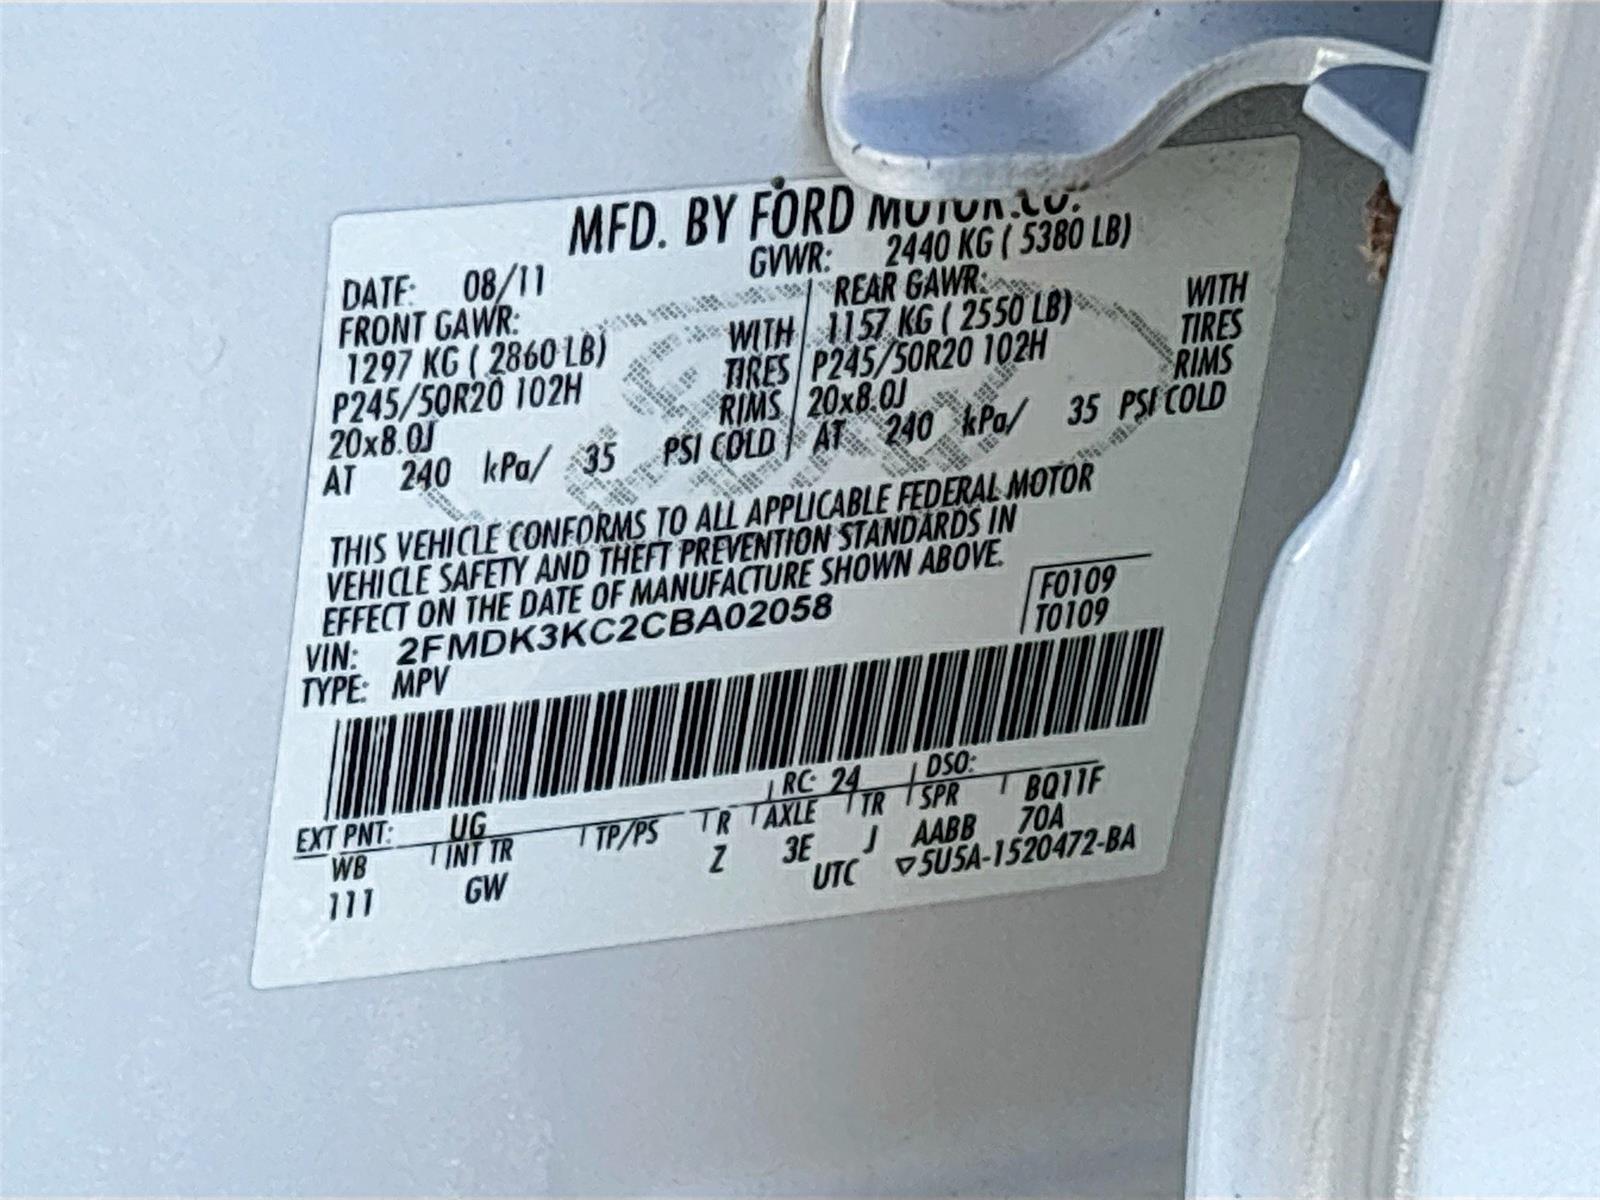 MFD. BY FORD MOTOR CO.
DATE: 08/11 GVWR: 2440 KG ( 5380 LB)
FRONT GAWR: REAR GAWR:
1297 KG ( 2860 LB) WITH 1157 KG ( 2550 LB) WITH
P245/50R20 102H TIRES P245/50R20 102H TIRES
20x8.0J RIMS 20x8.0J RIMS
AT 240 kPa/ 35 PSI COLD AT 240 kPa/ 35 PSI COLD
THIS VEHICLE CONFORMS TO ALL APPLICABLE FEDERAL MOTOR
VEHICLE SAFETY AND THEFT PREVENTION STANDARDS IN
EFFECT ON THE DATE OF MANUFACTURE SHOWN ABOVE.
VIN: 2FMDK3KC2CBA02058 F0109
TYPE: MPV T0109
EXT PNT: UG RC: 24 DSO:
WB INT TR TP/PS R AXLE TR SPR BQ11F
111 GW Z 3E J AABB 70A
UTC ▽5U5A-1520472-BA